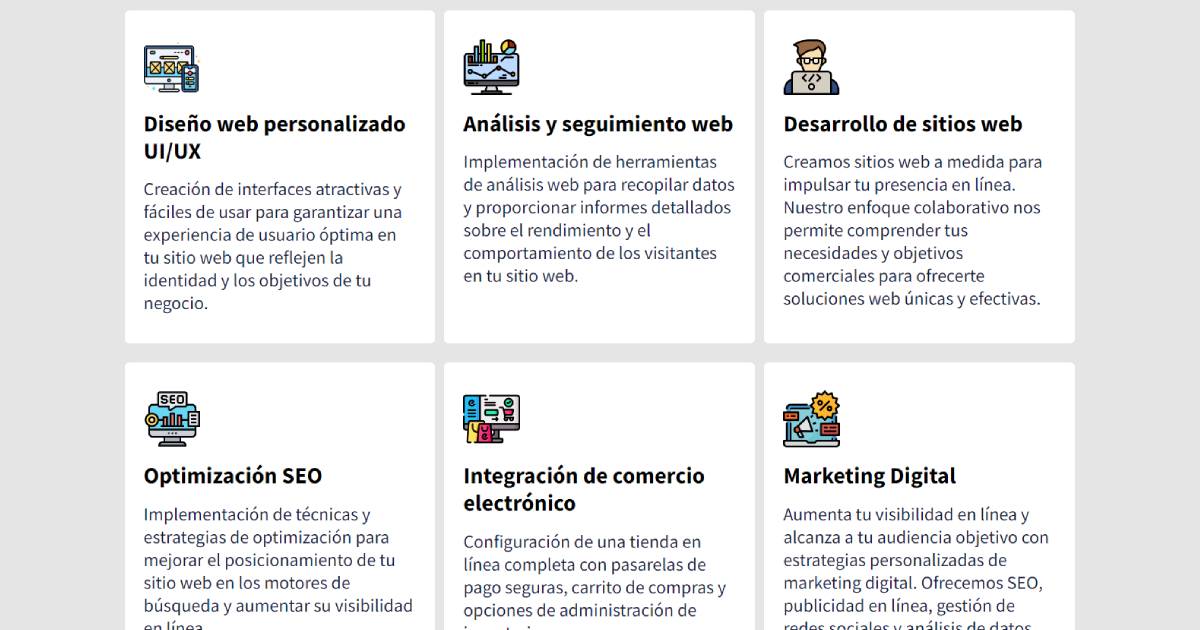 Diseño web personalizado
UI/UX
Creación de interfaces atractivas y
fáciles de usar para garantizar una
experiencia de usuario óptima en
tu sitio web que reflejen la
identidad y los objetivos de tu
negocio.
Análisis y seguimiento web
Implementación de herramientas
de análisis web para recopilar datos
y proporcionar informes detallados
sobre el rendimiento y el
comportamiento de los visitantes
en tu sitio web.
Desarrollo de sitios web
Creamos sitios web a medida para
impulsar tu presencia en línea.
Nuestro enfoque colaborativo nos
permite comprender tus
necesidades y objetivos
comerciales para ofrecerte
soluciones web únicas y efectivas.
SEO
Optimización SEO
Implementación de técnicas y
estrategias de optimización para
mejorar el posicionamiento de tu
sitio web en los motores de
búsqueda y aumentar su visibilidad
en línea
Integración de comercio
electrónico
Configuración de una tienda en
línea completa con pasarelas de
pago seguras, carrito de compras y
opciones de administración de
%
Marketing Digital
Aumenta tu visibilidad en línea y
alcanza a tu audiencia objetivo con
estrategias personalizadas de
marketing digital. Ofrecemos SEO,
publicidad en línea, gestión de
redes sociales y análisis de datos